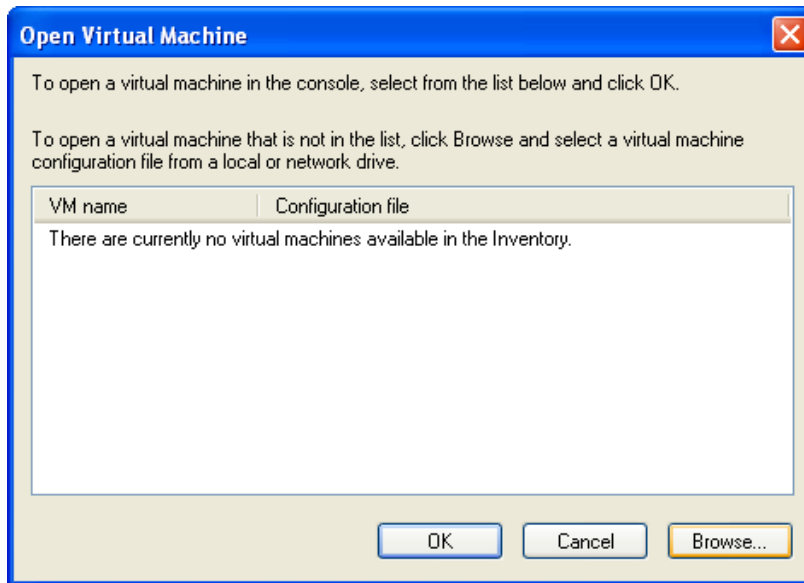 Open Virtual Machine
To open a virtual machine in the console, select from the list below and click OK.
To open a virtual machine that is not in the list, click Browse and select a virtual machine
configuration file from a local or network drive.
VM name Configuration file
There are currently no virtual machines available in the Inventory.
OK Cancel Browse...